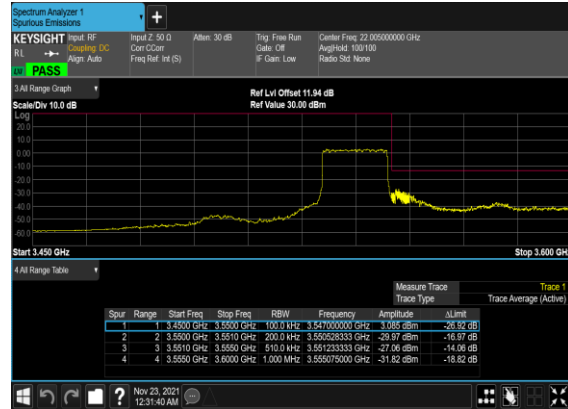 Spectrum Analyzer 1
Spurious Emissions
KEYSIGHT Input: RF Input Z: 50 Ω Atten: 30 dB Trig: Free Run Center Freq: 22.005000000 GHz
RL Coupling: DC Corr CCorr Gate: Off Avg|Hold: 100/100
Align: Auto Freq Ref: Int (S) IF Gain: Low Radio Std: None
PASS
3 All Range Graph
Ref Lvl Offset 11.94 dB
Scale/Div 10.0 dB Ref Value 30.00 dBm
Log
20.0
10.0
0.00
-10.0
-20.0
-30.0
-40.0
-50.0
-60.0
Start 3.450 GHz Stop 3.600 GHz
4 All Range Table
Measure Trace Trace 1
Trace Type Trace Average (Active)
Spur Range Start Freq Stop Freq RBW Frequency Amplitude ΔLimit
1 1 3.4500 GHz 3.5500 GHz 100.0 kHz 3.547000000 GHz 3.085 dBm -26.92 dB
2 2 3.5500 GHz 3.5510 GHz 200.0 kHz 3.550528333 GHz -29.97 dBm -16.97 dB
3 3 3.5510 GHz 3.5550 GHz 510.0 kHz 3.551233333 GHz -27.06 dBm -14.06 dB
4 4 3.5550 GHz 3.6000 GHz 1.000 MHz 3.555075000 GHz -31.82 dBm -18.82 dB
Nov 23, 2021
12:31:40 AM